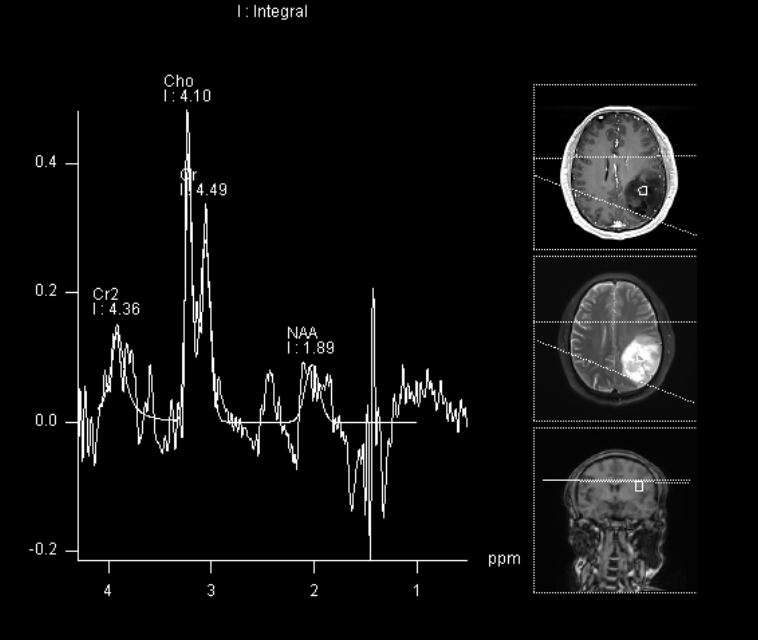 I : Integral
Cho
I : 4.10
Cr
I : 4.49
Cr2
I : 4.36
NAA
I : 1.89
0.4
0.2
0.0
-0.2
ppm
4
3
2
1